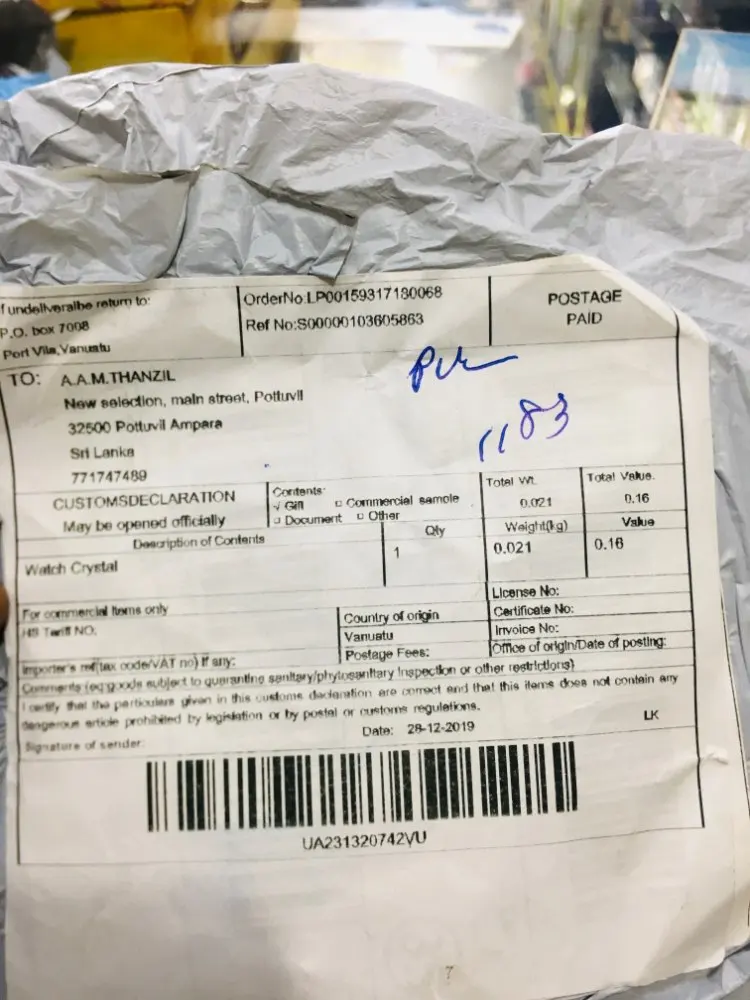 f undeliveralbe return to:
P.O. box 7008
Port Vila,Vanuatu
OrderNo:LP00159317180068
Ref No:S00000103605863
POSTAGE
PAID
TO: A.A.M.THANZIL
New selection, main street, Pottuvil
32500 Pottuvil Ampara
Sri Lanka
771747489
1183
CUSTOMSDECLARATION
May be opened officially
Contents:
√ Gift □ Commercial sample
□ Document □ Other
Total Wt. Total Value.
0.021 0.16
Description of Contents Qty Weight(kg) Value
Watch Crystal 1 0.021 0.16
For commercial items only
HS Tariff NO:
Importer's ref(tax code/VAT no) if any:
Country of origin
Vanuatu
Postage Fees:
License No:
Certificate No:
Invoice No:
Office of origin/Date of posting:
Comments (eg:goods subject to quarantine sanitary/phytosanitary inspection or other restrictions)
I certify that the particulars given in this customs declaration are correct and that this items does not contain any
dangerous article prohibited by legislation or by postal or customs regulations.
Signature of sender: Date: 28-12-2019 LK
UA231320742VU
7